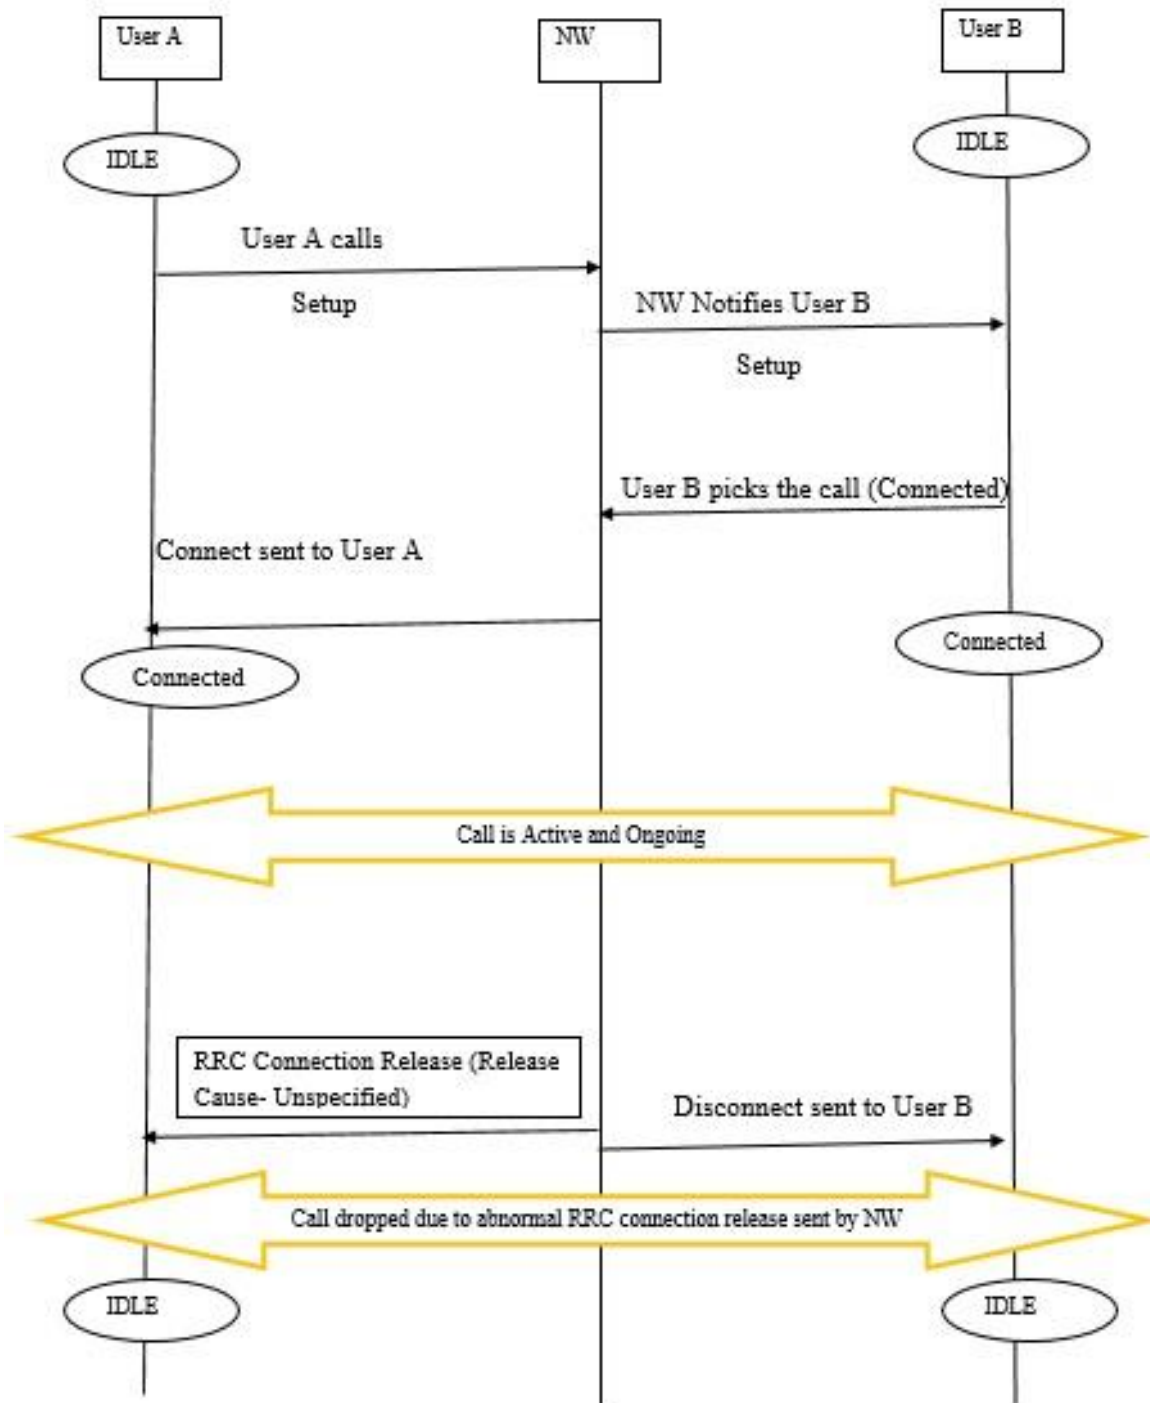 User A
NW
User B
IDLE
IDLE
User A calls
Setup
NW Notifies User B
Setup
User B picks the call (Connected)
Connect sent to User A
Connected
Connected
Call is Active and Ongoing
RRC Connection Release (Release
Cause- Unspecified)
Disconnect sent to User B
Call dropped due to abnormal RRC connection release sent by NW
IDLE
IDLE